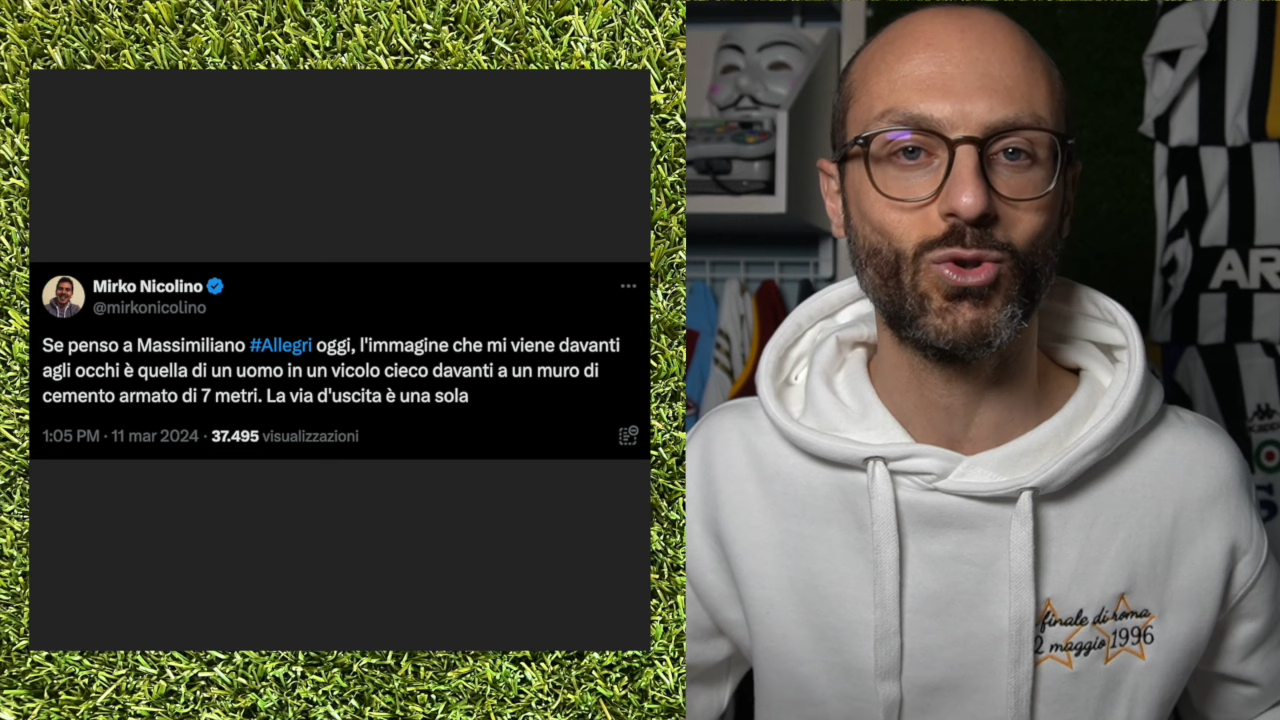 Mirko Nicolino
@mirkonicolino
Se penso a Massimiliano #Allegri oggi, l'immagine che mi viene davanti
agli occhi è quella di un uomo in un vicolo cieco davanti a un muro di
cemento armato di 7 metri. La via d'uscita è una sola
1:05 PM · 11 mar 2024 · 37.495 visualizzazioni
AR
finale di roma
2 maggio 1996